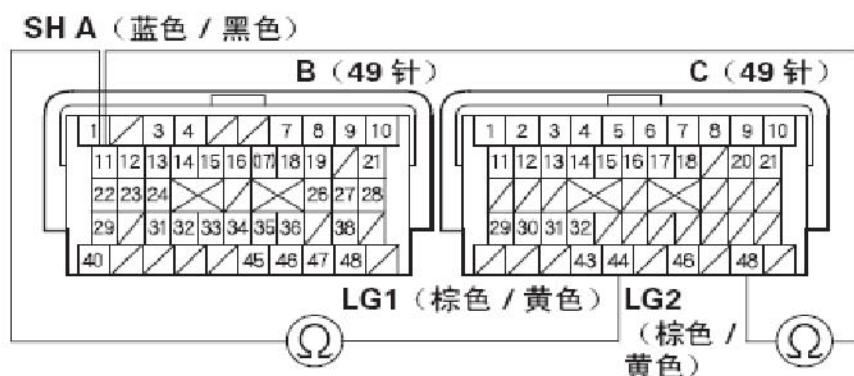 SH A（蓝色 / 黑色）
B（49 针）
C（49 针）
1 3 4 7 8 9 10
11 12 13 14 15 16 07 18 19 21
22 23 24 26 27 28
29 31 32 33 34 35 36 38
40 45 46 47 48
1 2 3 4 5 6 7 8 9 10
11 12 13 14 15 16 17 18 20 21
29 30 31 32
43 44 46 48
LG1（棕色 / 黄色）
LG2
（棕色 /
黄色）
Ω
Ω